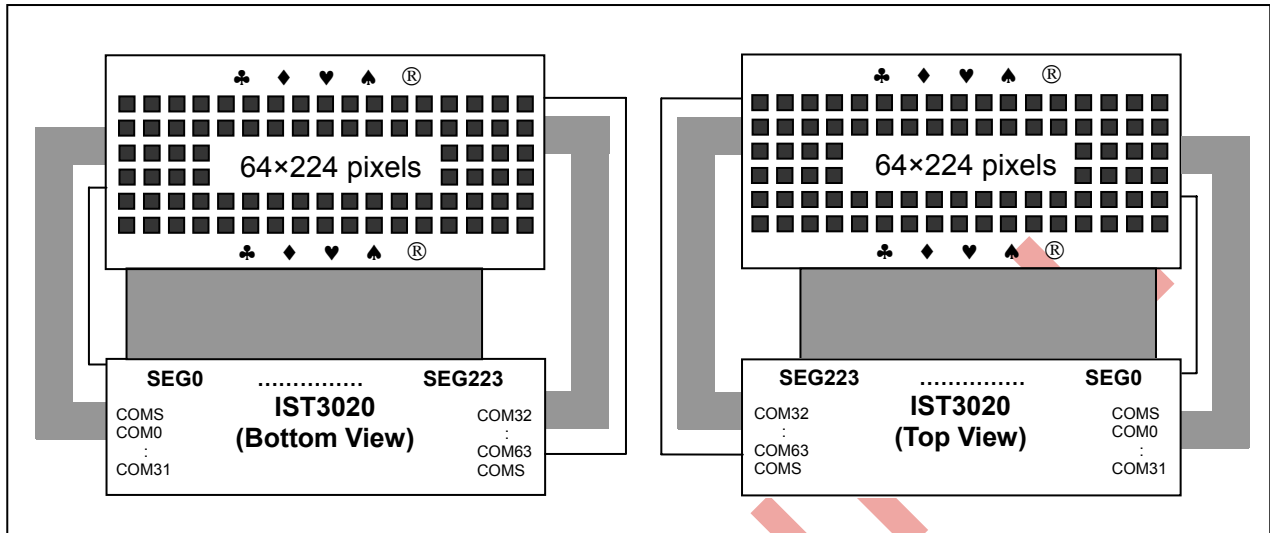 ♣ ♦ ♥ ♠ ®
64×224 pixels
♣ ♦ ♥ ♠ ®
SEG0 ............... SEG223
IST3020
(Bottom View)
COMS
COM0
:
COM31
COM32
:
COM63
COMS
♣ ♦ ♥ ♠ ®
64×224 pixels
♣ ♦ ♥ ♠ ®
SEG223 ............... SEG0
IST3020
(Top View)
COM32
:
COM63
COMS
COMS
COM0
:
COM31